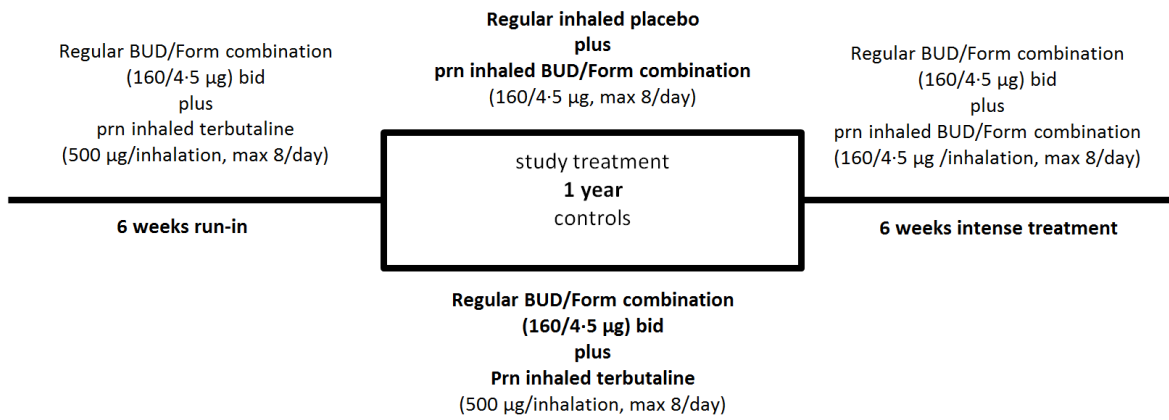 Regular BUD/Form combination
(160/4·5 µg) bid
plus
prn inhaled terbutaline
(500 µg/inhalation, max 8/day)
6 weeks run-in
Regular inhaled placebo
plus
prn inhaled BUD/Form combination
(160/4·5 µg, max 8/day)
study treatment
1 year
controls
Regular BUD/Form combination
(160/4·5 µg) bid
plus
Prn inhaled terbutaline
(500 µg/inhalation, max 8/day)
Regular BUD/Form combination
(160/4·5 µg) bid
plus
prn inhaled BUD/Form combination
(160/4·5 µg /inhalation, max 8/day)
6 weeks intense treatment